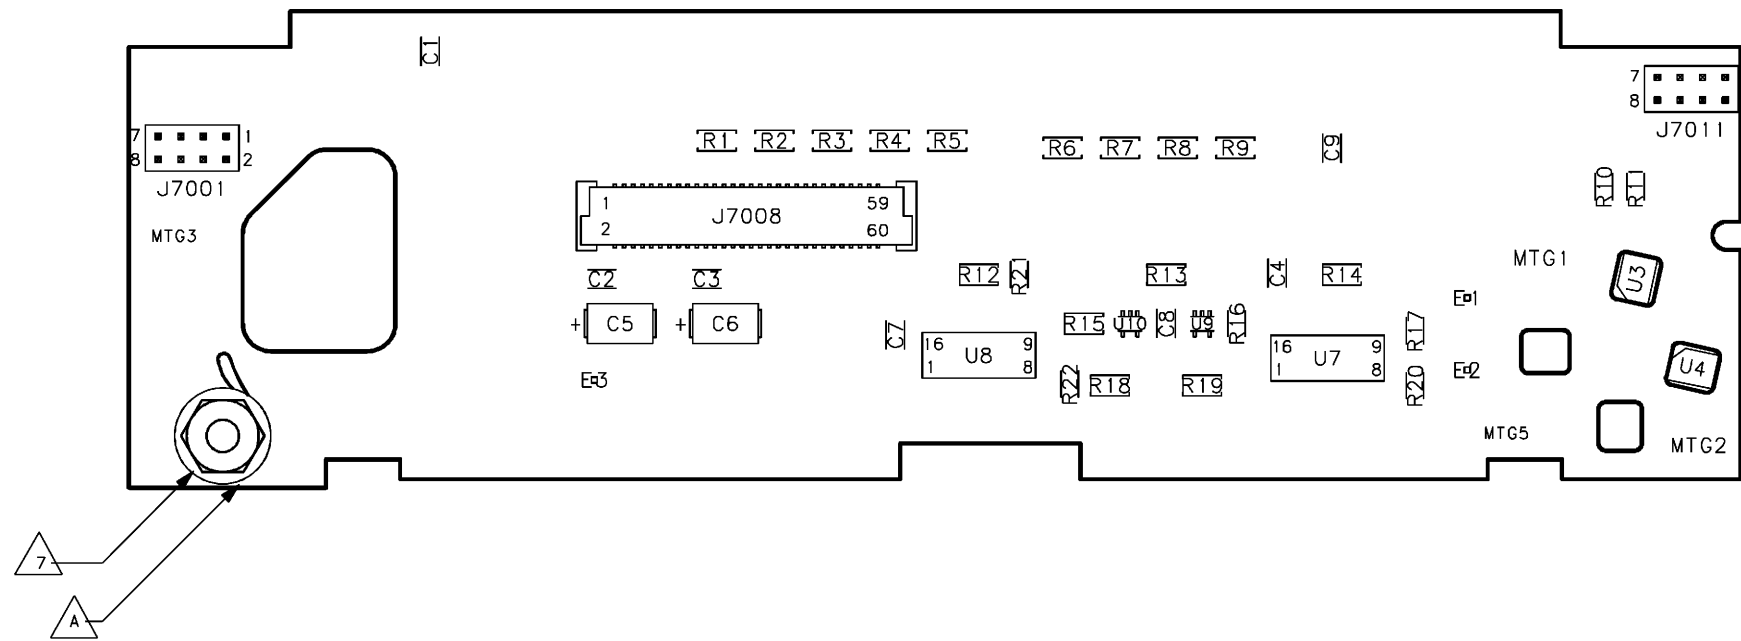 C1
7
8
J7011
7
1
8
2
J7001
R1
R2
R3
R4
R5
R6
R7
R8
R9
C9
R10
R11
1
59
J7008
2
60
MTG3
MTG1
U3
C2
C3
R12
R21
R13
C4
R14
E1
+
C5
+
C6
C7
R15
U10
C8
U9
R16
R17
16
9
U8
1
8
16
9
U7
1
8
E3
R22
R18
R19
R20
E2
U4
MTG5
MTG2
7
A